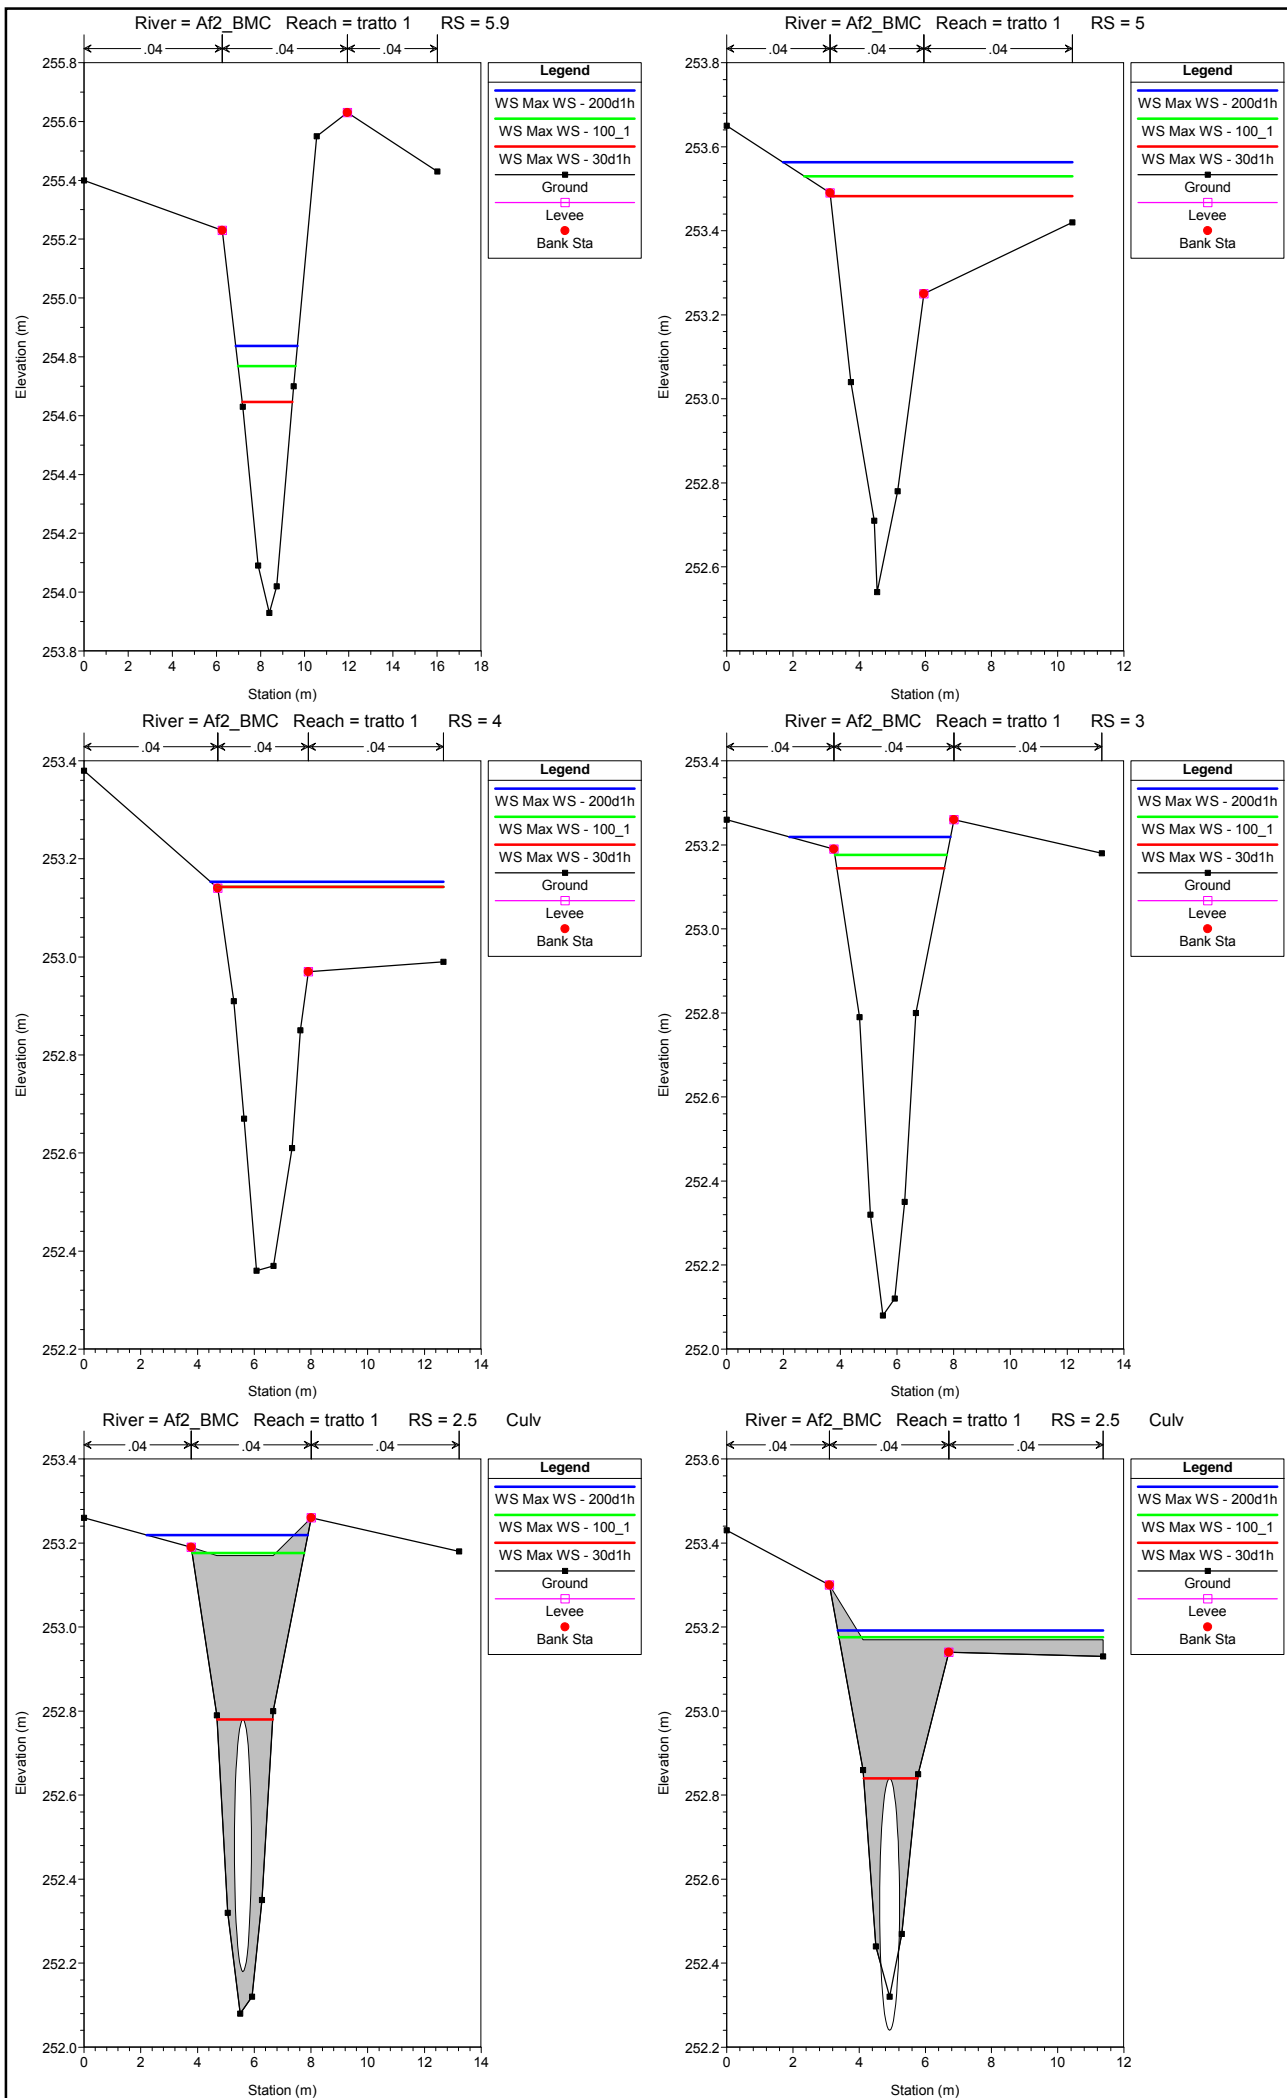 River = Af2_BMC Reach = tratto 1 RS = 5.9
.04 .04 .04
255.8
255.6
255.4
255.2
255.0
254.8
254.6
254.4
254.2
254.0
253.8
Elevation (m)
0 2 4 6 8 10 12 14 16 18
Station (m)
Legend
WS Max WS - 200d1h
WS Max WS - 100_1
WS Max WS - 30d1h
Ground
Levee
Bank Sta
River = Af2_BMC Reach = tratto 1 RS = 5
.04 .04 .04
253.8
253.6
253.4
253.2
253.0
252.8
252.6
Elevation (m)
0 2 4 6 8 10 12
Station (m)
Legend
WS Max WS - 200d1h
WS Max WS - 100_1
WS Max WS - 30d1h
Ground
Levee
Bank Sta
River = Af2_BMC Reach = tratto 1 RS = 4
.04 .04 .04
253.4
253.2
253.0
252.8
252.6
252.4
252.2
Elevation (m)
0 2 4 6 8 10 12 14
Station (m)
Legend
WS Max WS - 200d1h
WS Max WS - 100_1
WS Max WS - 30d1h
Ground
Levee
Bank Sta
River = Af2_BMC Reach = tratto 1 RS = 3
.04 .04 .04
253.4
253.2
253.0
252.8
252.6
252.4
252.2
252.0
Elevation (m)
0 2 4 6 8 10 12 14
Station (m)
Legend
WS Max WS - 200d1h
WS Max WS - 100_1
WS Max WS - 30d1h
Ground
Levee
Bank Sta
River = Af2_BMC Reach = tratto 1 RS = 2.5 Culv
.04 .04 .04
253.4
253.2
253.0
252.8
252.6
252.4
252.2
252.0
Elevation (m)
0 2 4 6 8 10 12 14
Station (m)
Legend
WS Max WS - 200d1h
WS Max WS - 100_1
WS Max WS - 30d1h
Ground
Levee
Bank Sta
River = Af2_BMC Reach = tratto 1 RS = 2.5 Culv
.04 .04 .04
253.6
253.4
253.2
253.0
252.8
252.6
252.4
252.2
Elevation (m)
0 2 4 6 8 10 12
Station (m)
Legend
WS Max WS - 200d1h
WS Max WS - 100_1
WS Max WS - 30d1h
Ground
Levee
Bank Sta